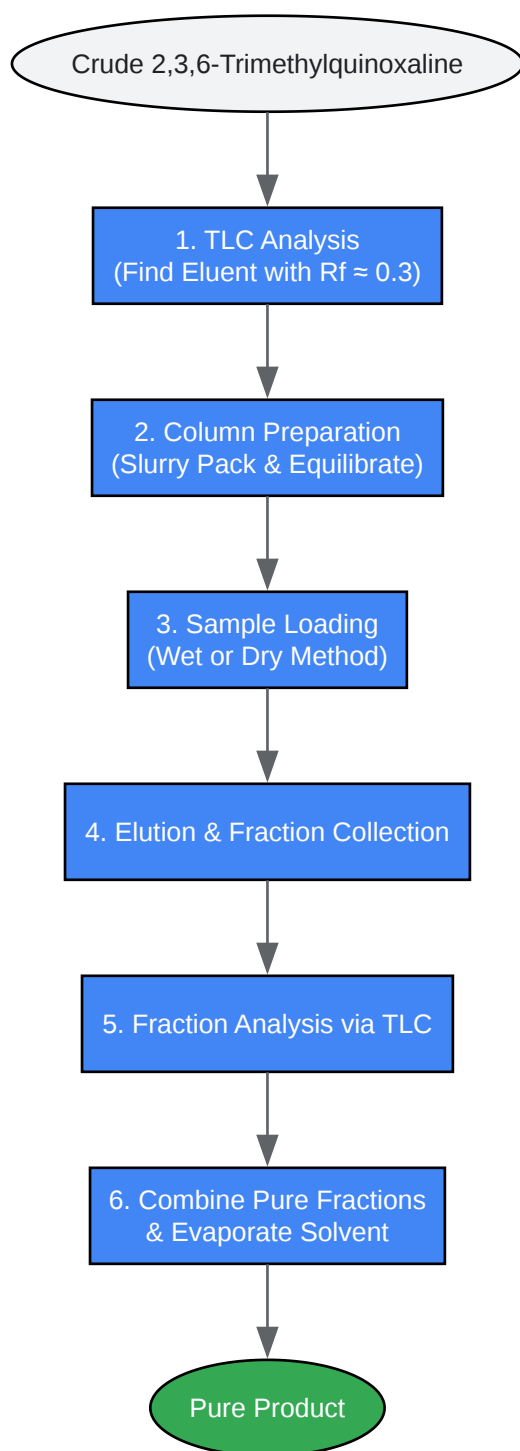 Crude 2,3,6-Trimethylquinoxaline
1. TLC Analysis
(Find Eluent with Rf ≈ 0.3)
2. Column Preparation
(Slurry Pack & Equilibrate)
3. Sample Loading
(Wet or Dry Method)
4. Elution & Fraction Collection
5. Fraction Analysis via TLC
6. Combine Pure Fractions
& Evaporate Solvent
Pure Product